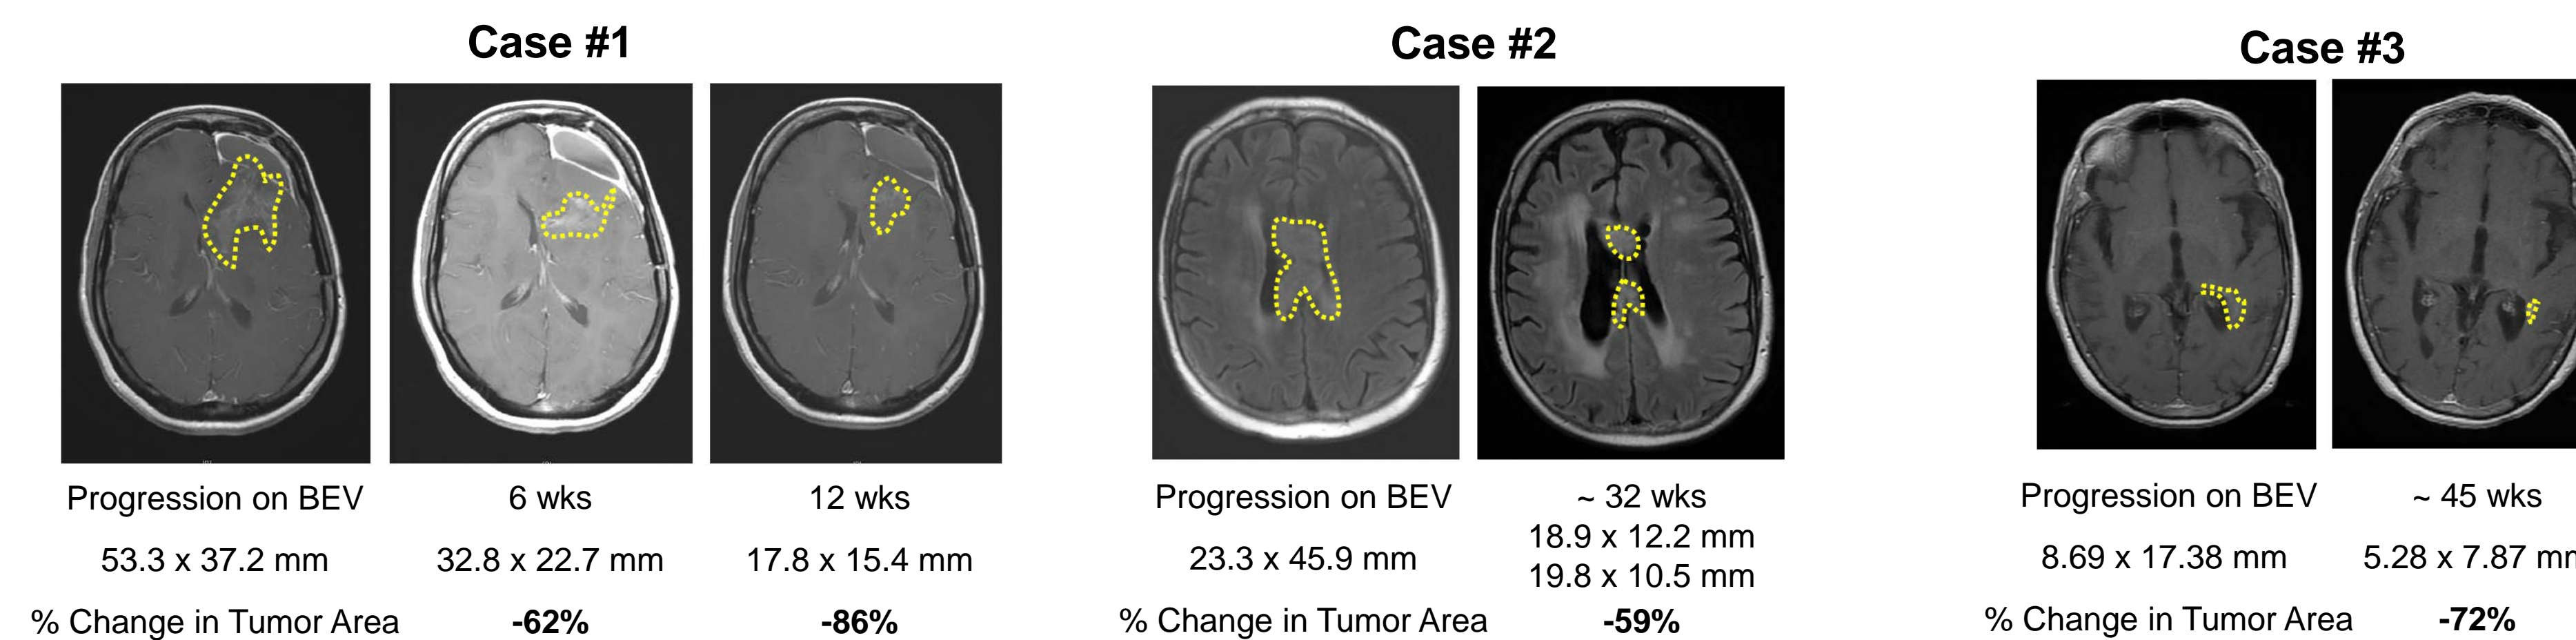 Case #1
Progression on BEV
6 wks
12 wks
53.3 x 37.2 mm
32.8 x 22.7 mm
17.8 x 15.4 mm
% Change in Tumor Area
-62%
-86%
Case #2
Progression on BEV
~ 32 wks
23.3 x 45.9 mm
18.9 x 12.2 mm
19.8 x 10.5 mm
% Change in Tumor Area
-59%
Case #3
Progression on BEV
~ 45 wks
8.69 x 17.38 mm
5.28 x 7.87
% Change in Tumor Area
-72%